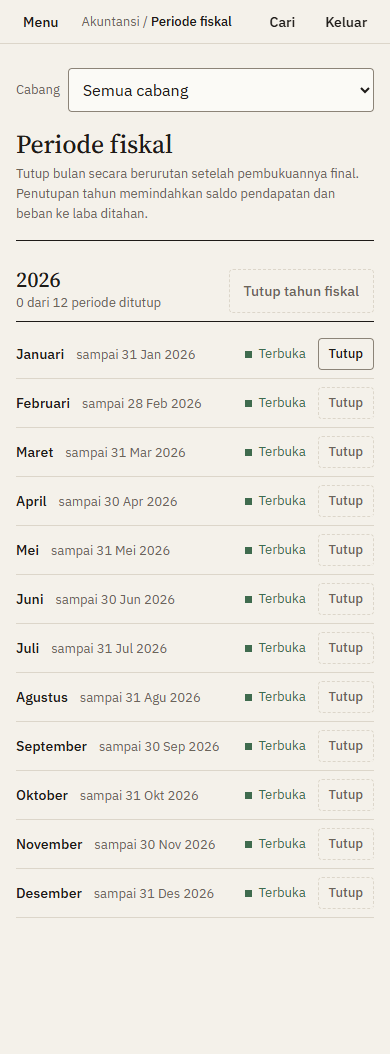 Menu Akuntansi / Periode fiskal Cari Keluar
Cabang Semua cabang
Periode fiskal
Tutup bulan secara berurutan setelah pembukuannya final.
Penutupan tahun memindahkan saldo pendapatan dan
beban ke laba ditahan.
2026
0 dari 12 periode ditutup
Tutup tahun fiskal
Januari sampai 31 Jan 2026 Terbuka Tutup
Februari sampai 28 Feb 2026 Terbuka Tutup
Maret sampai 31 Mar 2026 Terbuka Tutup
April sampai 30 Apr 2026 Terbuka Tutup
Mei sampai 31 Mei 2026 Terbuka Tutup
Juni sampai 30 Jun 2026 Terbuka Tutup
Juli sampai 31 Jul 2026 Terbuka Tutup
Agustus sampai 31 Agu 2026 Terbuka Tutup
September sampai 30 Sep 2026 Terbuka Tutup
Oktober sampai 31 Okt 2026 Terbuka Tutup
November sampai 30 Nov 2026 Terbuka Tutup
Desember sampai 31 Des 2026 Terbuka Tutup